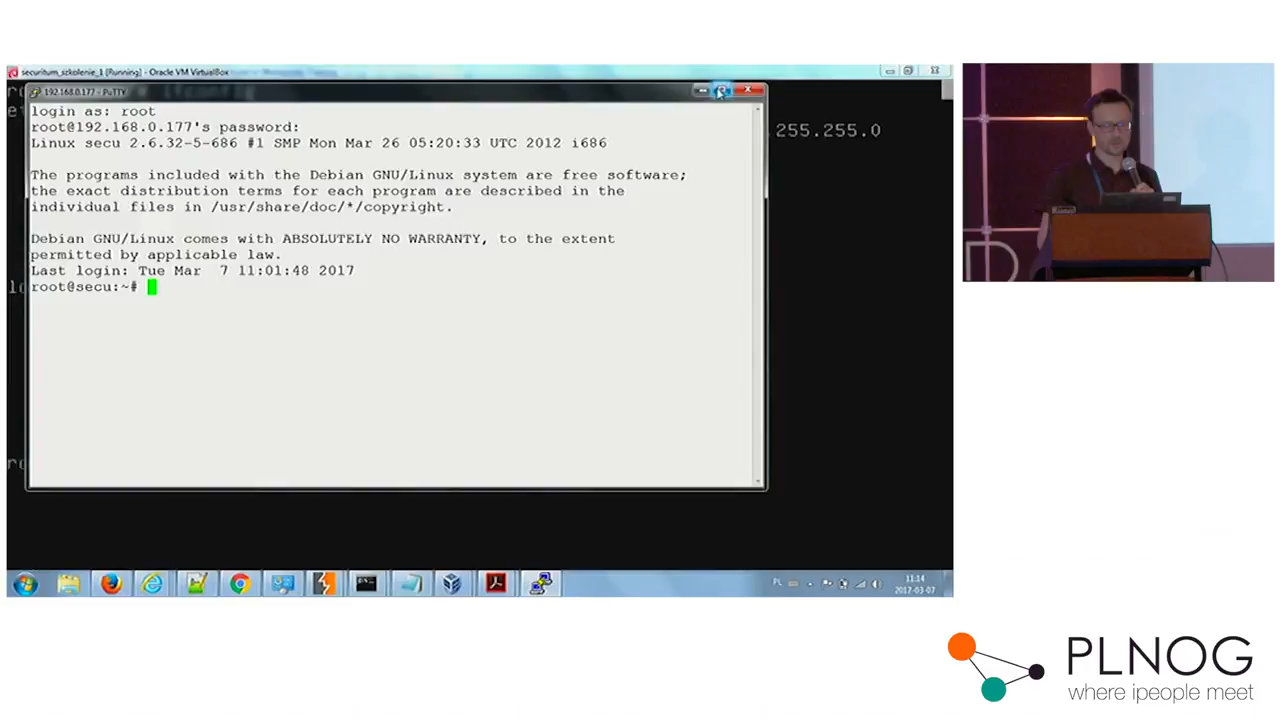 securitum_szkolenie_1 [Running] - Oracle VM VirtualBox
192.168.0.177 - PuTTY
login as: root
root@192.168.0.177's password:
Linux secu 2.6.32-5-686 #1 SMP Mon Mar 26 05:20:33 UTC 2012 i686
.255.255.0
The programs included with the Debian GNU/Linux system are free software;
the exact distribution terms for each program are described in the
individual files in /usr/share/doc/*/copyright.
Debian GNU/Linux comes with ABSOLUTELY NO WARRANTY, to the extent
permitted by applicable law.
Last login: Tue Mar  7 11:01:48 2017
root@secu:~#
PL
11:14
2017-03-07
D
PLNOG
where ipeople meet